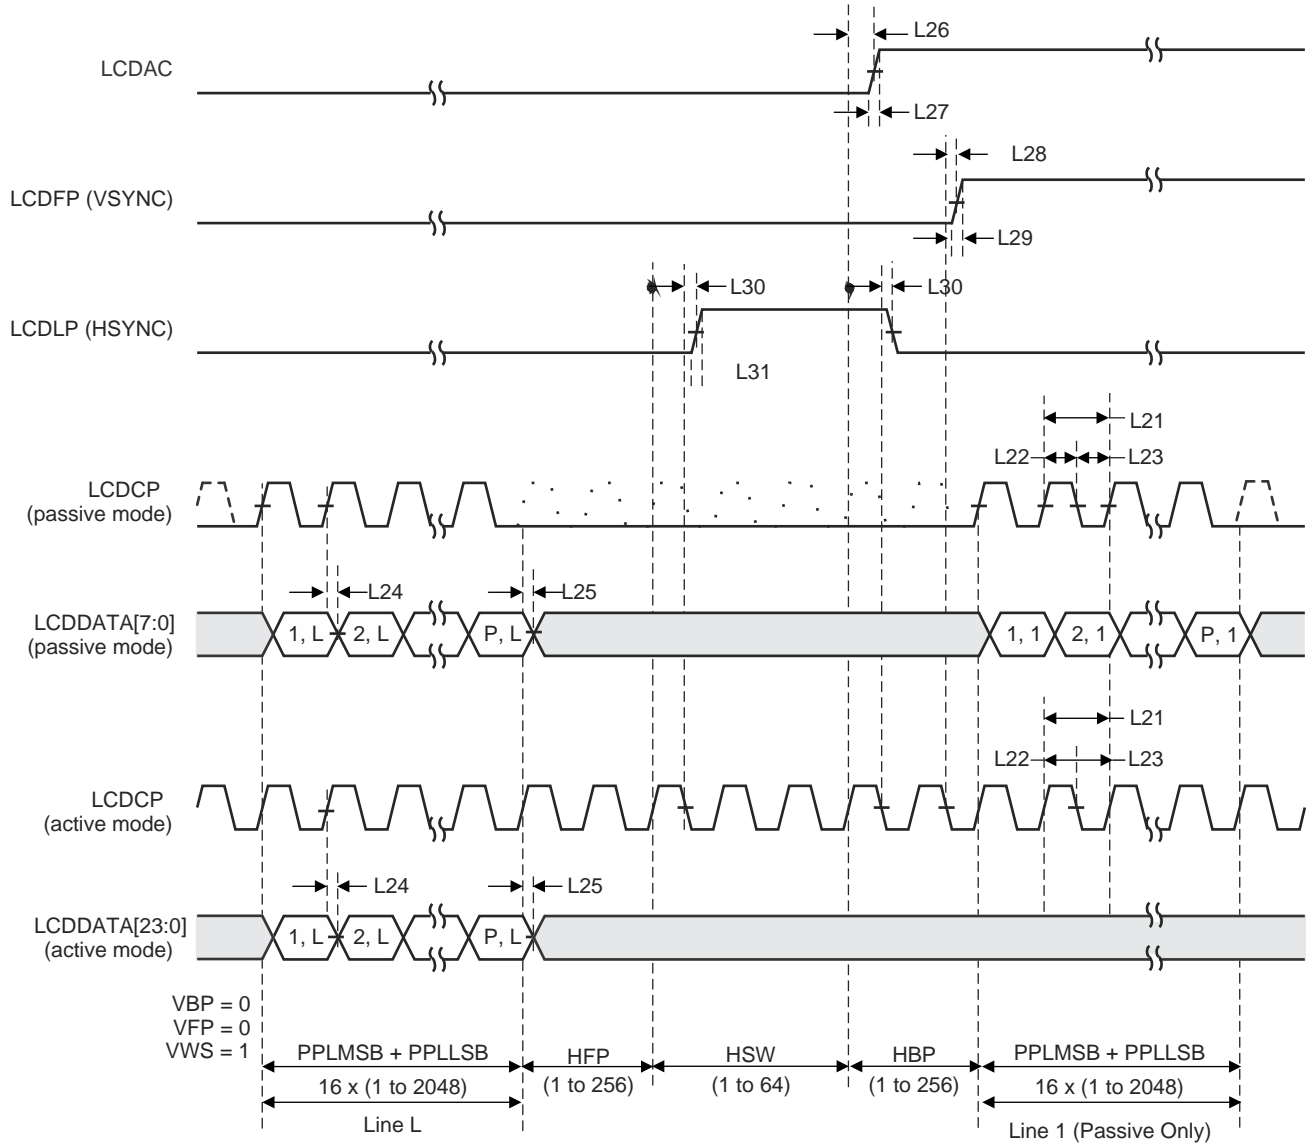 L26
LCDAC
L27
L28
LCDFP (VSYNC)
L29
L30
L30
LCDLP (HSYNC)
L31
L21
L22
L23
LCDCP
(passive mode)
L24
L25
LCDDATA[7:0]
(passive mode)
1, L
2, L
P, L
1, 1
2, 1
P, 1
L21
L22
L23
LCDCP
(active mode)
L24
L25
LCDDATA[23:0]
(active mode)
1, L
2, L
P, L
VBP = 0
VFP = 0
VWS = 1
PPLMSB + PPLLSB
16 x (1 to 2048)
Line L
HFP
(1 to 256)
HSW
(1 to 64)
HBP
(1 to 256)
PPLMSB + PPLLSB
16 x (1 to 2048)
Line 1 (Passive Only)